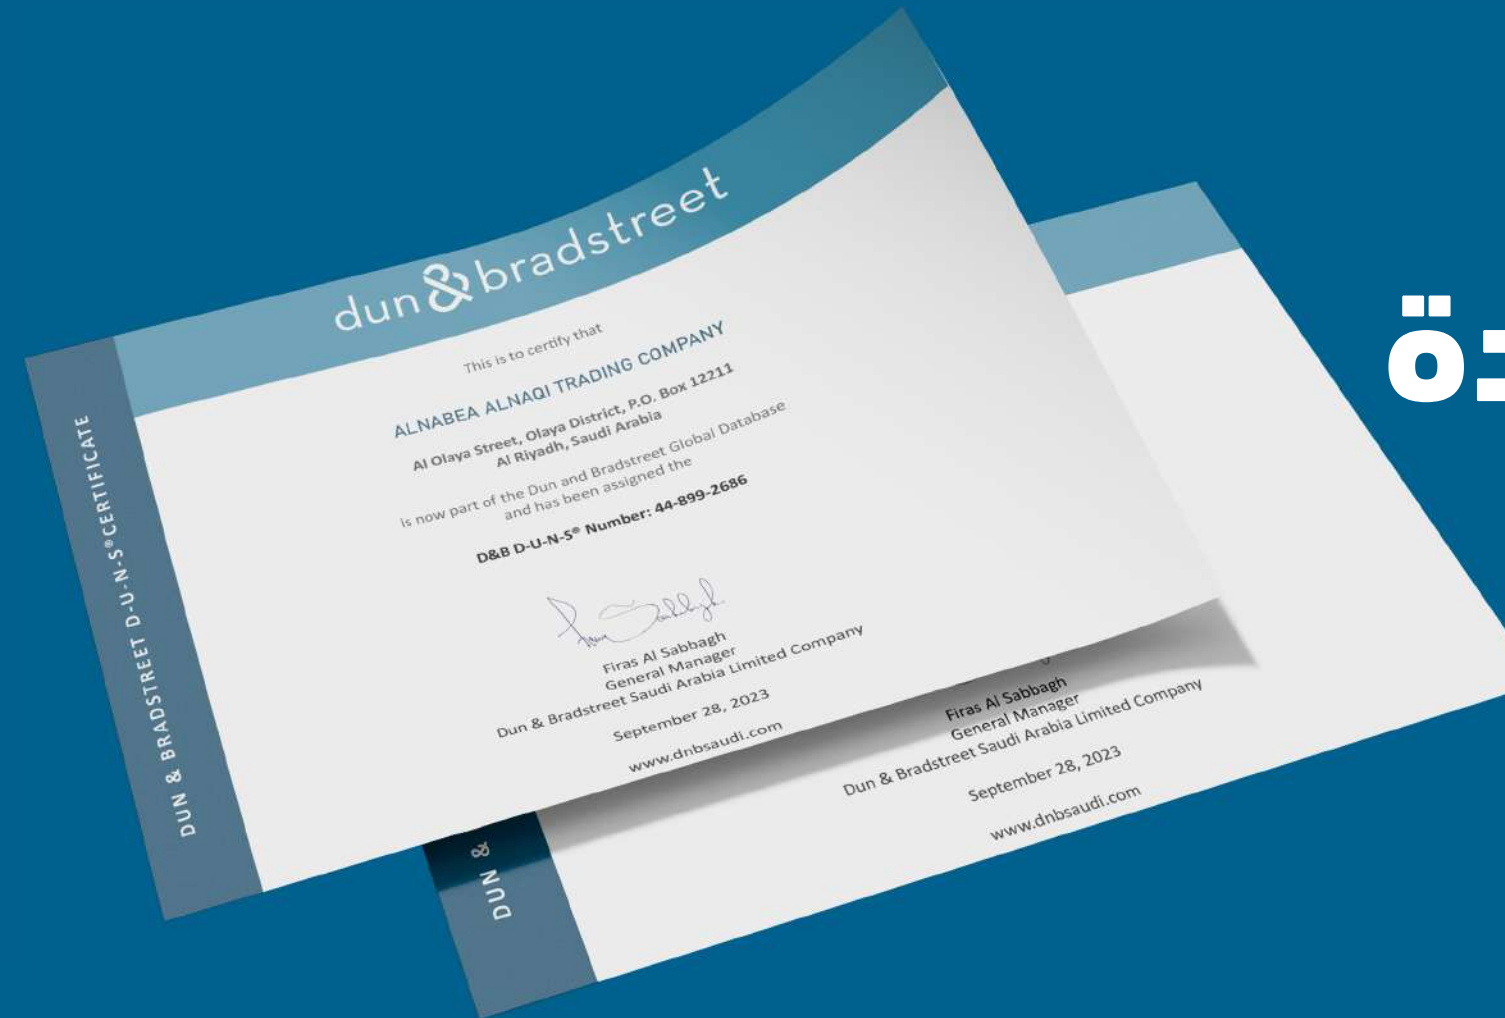 dun & bradstreet
This is to certify that
ALNABEA ALNAQI TRADING COMPANY
Al Olaya Street, Olaya District, P.O. Box 12211
Al Riyadh, Saudi Arabia
is now part of the Dun and Bradstreet Global Database
and has been assigned the
D&B D-U-N-S® Number: 44-899-2686
Firas Al Sabbagh
General Manager
Dun & Bradstreet Saudi Arabia Limited Company
September 28, 2023
www.dnbsaudi.com
DUN & BRADSTREET D-U-N-S® CERTIFICATE
Firas Al Sabbagh
General Manager
Dun & Bradstreet Saudi Arabia Limited Company
September 28, 2023
www.dnbsaudi.com
DUN &